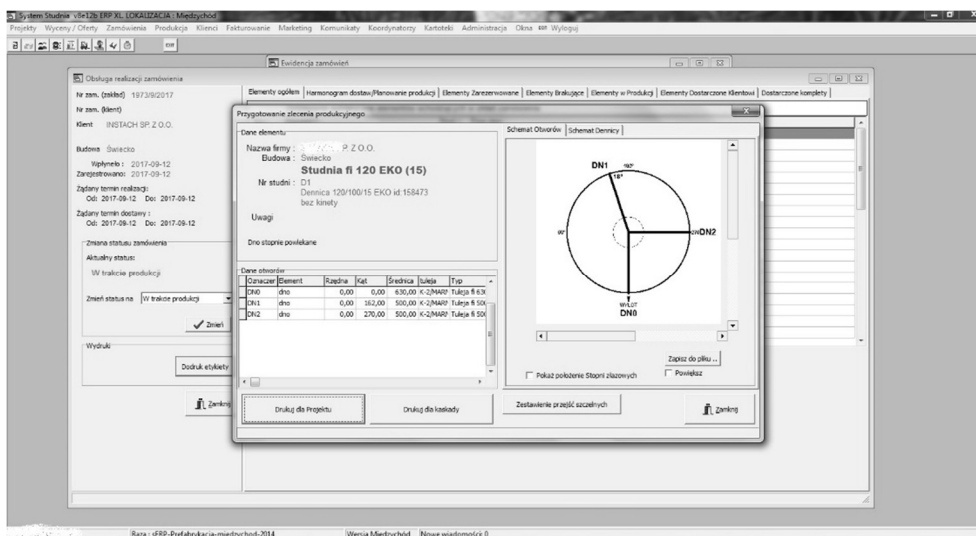 System Studnia v8e12b ERP XL. LOKALIZACJA : Międzychód
Projekty Wyceny / Oferty Zamówienia Produkcja Klienci Fakturowanie Marketing Komunikaty Koordynatorzy Kartoteki Administracja Okna Wyloguj
Ewidencja zamówień
Obsługa realizacji zamówienia
Nr zam. (zakład) 1973/9/2017
Nr zam. (klient)
Klient INSTACH SP. Z O.O.
Budowa Świecko
Wpłynęło : 2017-09-12
Zarejestrowano: 2017-09-12
Żądany termin realizacji:
Od: 2017-09-12 Do: 2017-09-12
Żądany termin dostawy :
Od: 2017-09-12 Do: 2017-09-12
Zmiana statusu zamówienia
Aktualny status:
W trakcie produkcji
Zmień status na W trakcie produkcji
Zmień
Wydruki
Dodruk etykiety
Zamknij
Elementy ogółem Harmonogram dostaw/Planowanie produkcji Elementy Zarezerwowane Elementy Brakujące Elementy w Produkcji Elementy Dostarczone Klientowi Dostarczone komplety
Przygotowanie zlecenia produkcyjnego
Dane elementu
Nazwa firmy : P. Z O.O.
Budowa : Świecko
Studnia fi 120 EKO (15)
Nr studni : D1
Dennica 120/100/15 EKO id:158473
bez kinety
Uwagi
Dno stopnie powlekane
Dane otworów
Oznaczen Element Rzędna Kąt Średnica tuleja Typ
DN0 dno 0,00 0,00 630,00 K-2/MARM Tuleja fi 630
DN1 dno 0,00 162,00 500,00 K-2/MARM Tuleja fi 500
DN2 dno 0,00 270,00 500,00 K-2/MARM Tuleja fi 500
Drukuj dla Projektu
Drukuj dla kaskady
Schemat Otworów Schemat Dennicy
DN1
18°
DN2
WYLOT
DN0
Zapisz do pliku ..
Pokaż położenie Stopni złazowych
Powiększ
Zestawienie przejść szczelnych
Zamknij
Baza : sERP-Prefabrykacja-miedzychod-2014 Wersja Międzychód Nowe wiadomości: 0